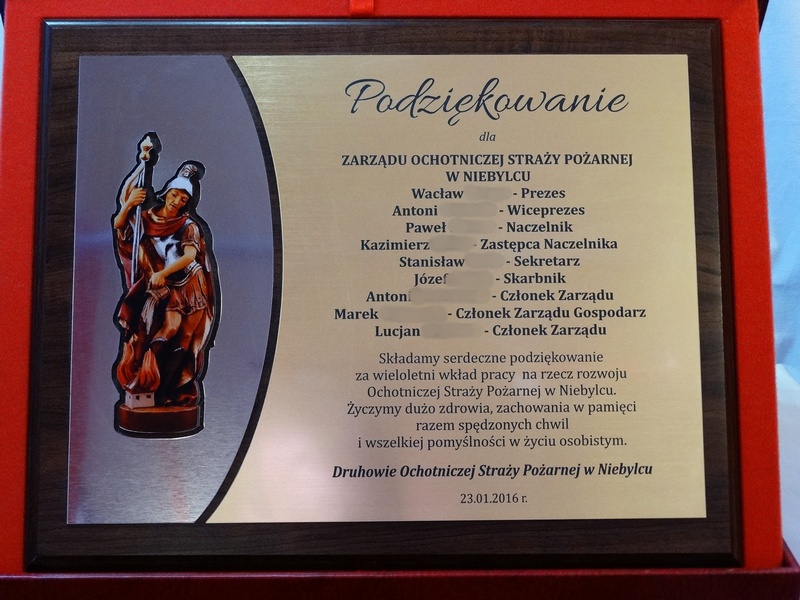 Podziękowanie
dla
ZARZĄDU OCHOTNICZEJ STRAŻY POŻARNEJ
W NIEBYLCU
Wacław - Prezes
Antoni - Wiceprezes
Paweł - Naczelnik
Kazimierz - Zastępca Naczelnika
Stanisław - Sekretarz
Józef - Skarbnik
Antoni - Członek Zarządu
Marek - Członek Zarządu Gospodarz
Lucjan - Członek Zarządu
Składamy serdeczne podziękowanie
za wieloletni wkład pracy na rzecz rozwoju
Ochotniczej Straży Pożarnej w Niebylcu.
Życzymy dużo zdrowia, zachowania w pamięci
razem spędzonych chwil
i wszelkiej pomyślności w życiu osobistym.
Druhowie Ochotniczej Straży Pożarnej w Niebylcu
23.01.2016 r.